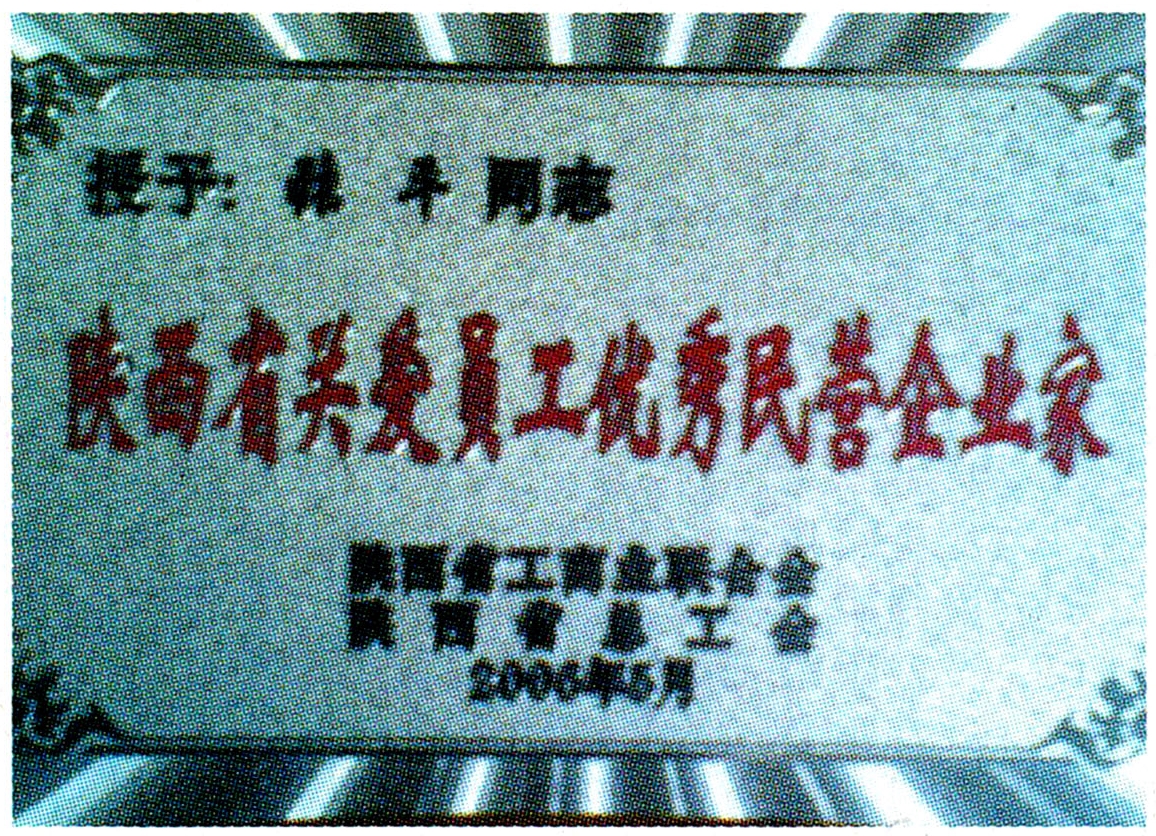 授予: 同志
陕西省关爱员工优秀民营企业家
陕西省工商业联合会
陕西省总工会
2006年5月